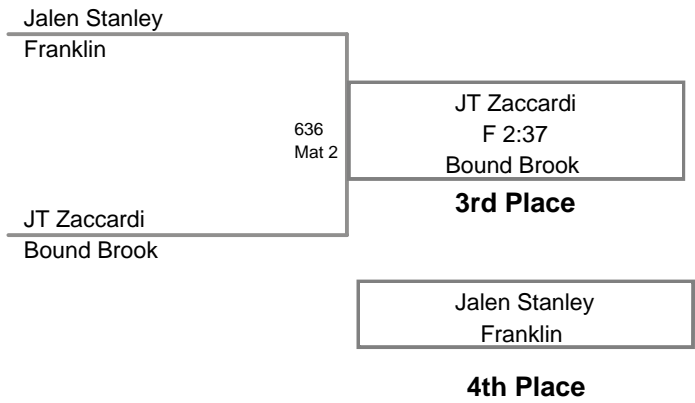 Jalen Stanley
Franklin
636
Mat 2
JT Zaccardi
Bound Brook
JT Zaccardi
F 2:37
Bound Brook
3rd Place
Jalen Stanley
Franklin
4th Place